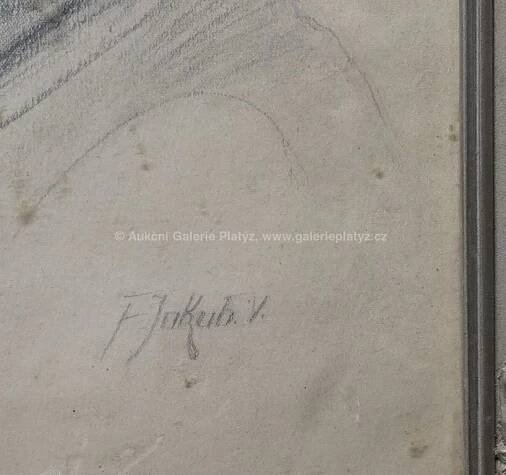 © Aukční Galerie Platýz, www.galerieplatyz.cz
F Jakub. V.